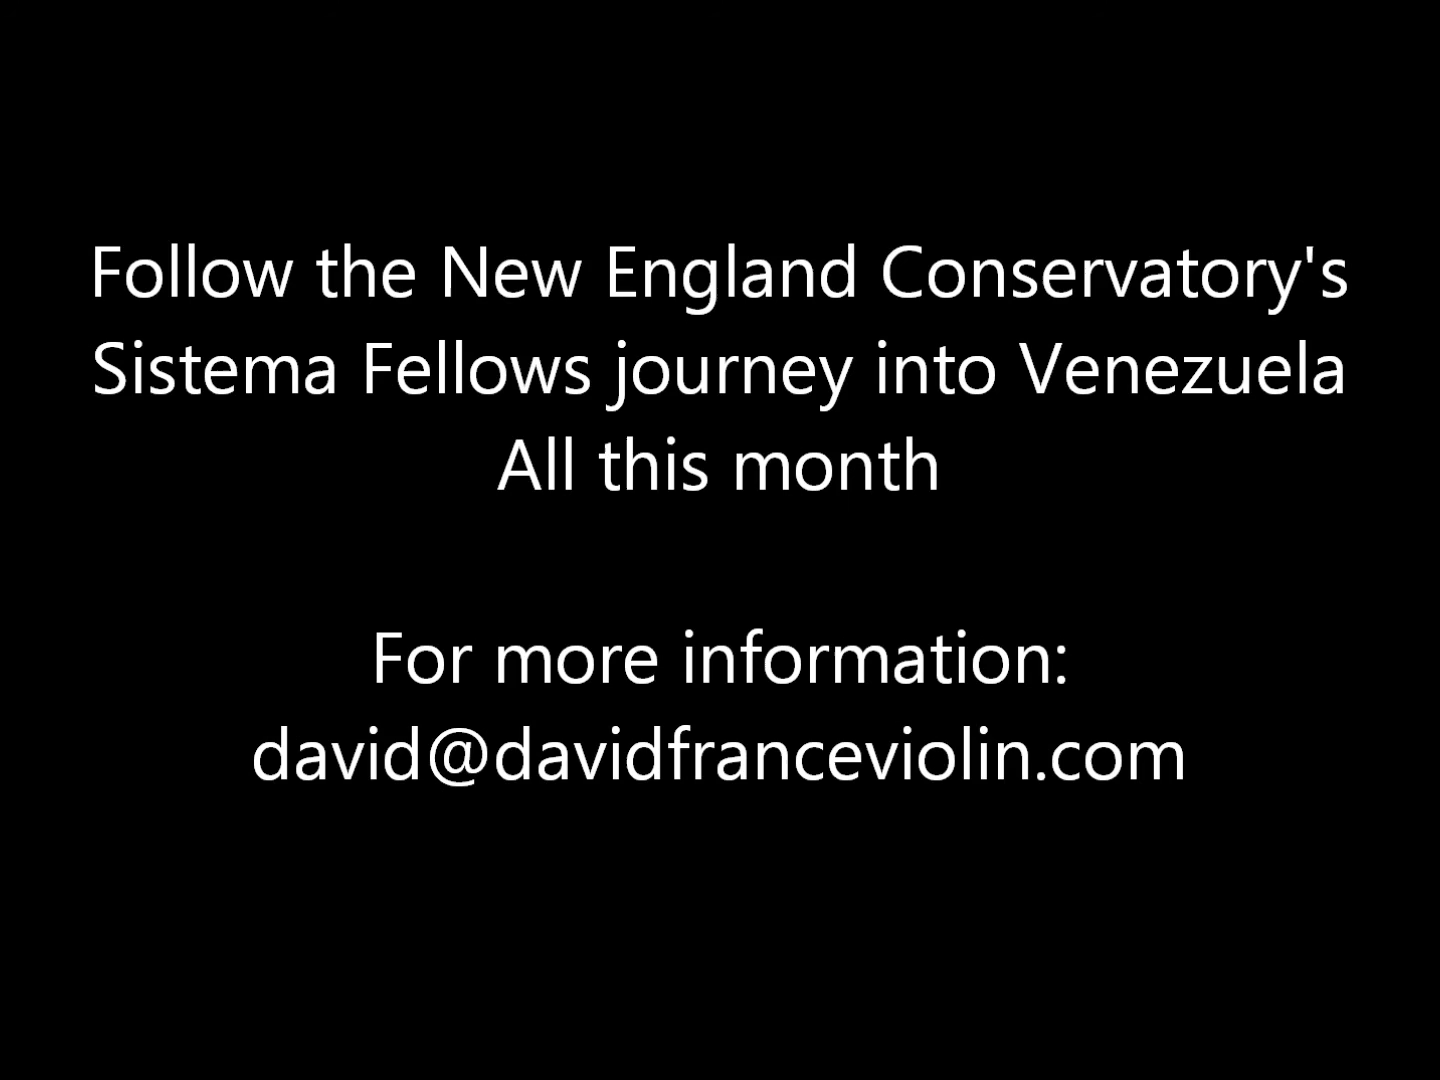 Follow the New England Conservatory's
Sistema Fellows journey into Venezuela
All this month
For more information:
david@davidfranceviolin.com